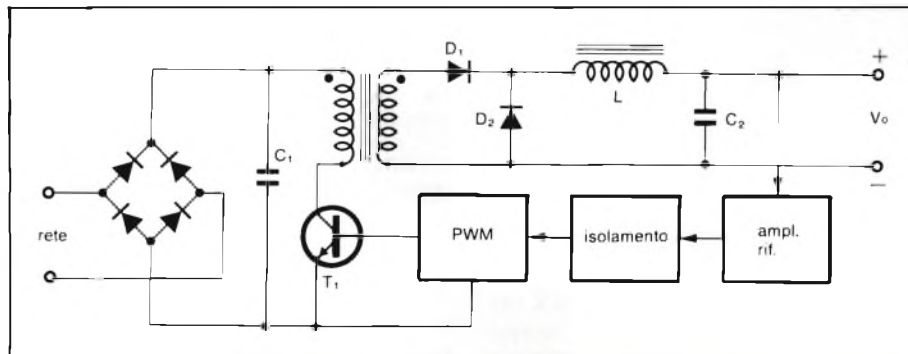 D1
+
L
D2
C2
Vo
C1
−
rete
PWM
isolamento
ampl.
rif.
T1